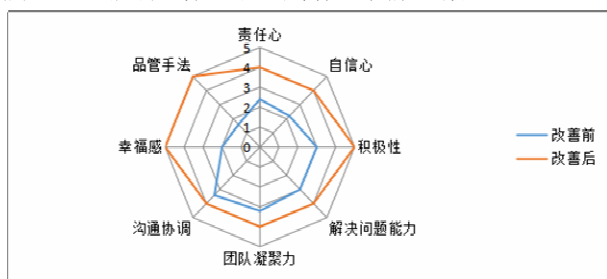 责任心
5
4
3
2
1
0
自信心
积极性
解决问题能力
团队凝聚力
沟通协调
幸福感
品管手法
改善前
改善后